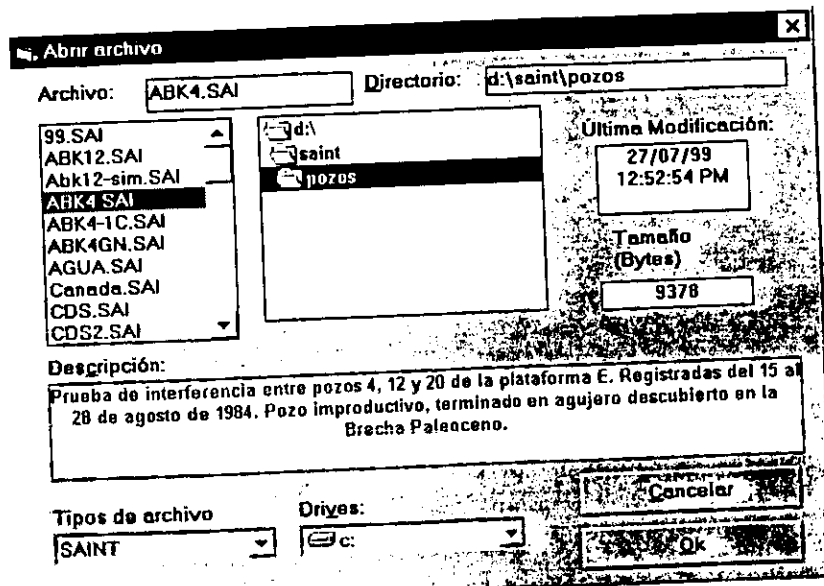 Abrir archivo
Archivo: ABK4.SAI Directorio: d:\saint\pozos
99.SAI
ABK12.SAI
Abk12-sim.SAI
ABK4.SAI
ABK4-1C.SAI
ABK4GN.SAI
AGUA.SAI
Canada.SAI
CDS.SAI
CDS2.SAI
d:\
saint
pozos
Última Modificación:
27/07/99
12:52:54 PM
Tamaño
(Bytes)
9378
Descripción:
Prueba de interferencia entre pozos 4, 12 y 20 de la plataforma E. Registradas del 15 al
28 de agosto de 1984. Pozo improductivo, terminado en agujero descubierto en la
Brecha Paleoceno.
Tipos de archivo
SAINT
Drives:
c:
Cancelar
Ok